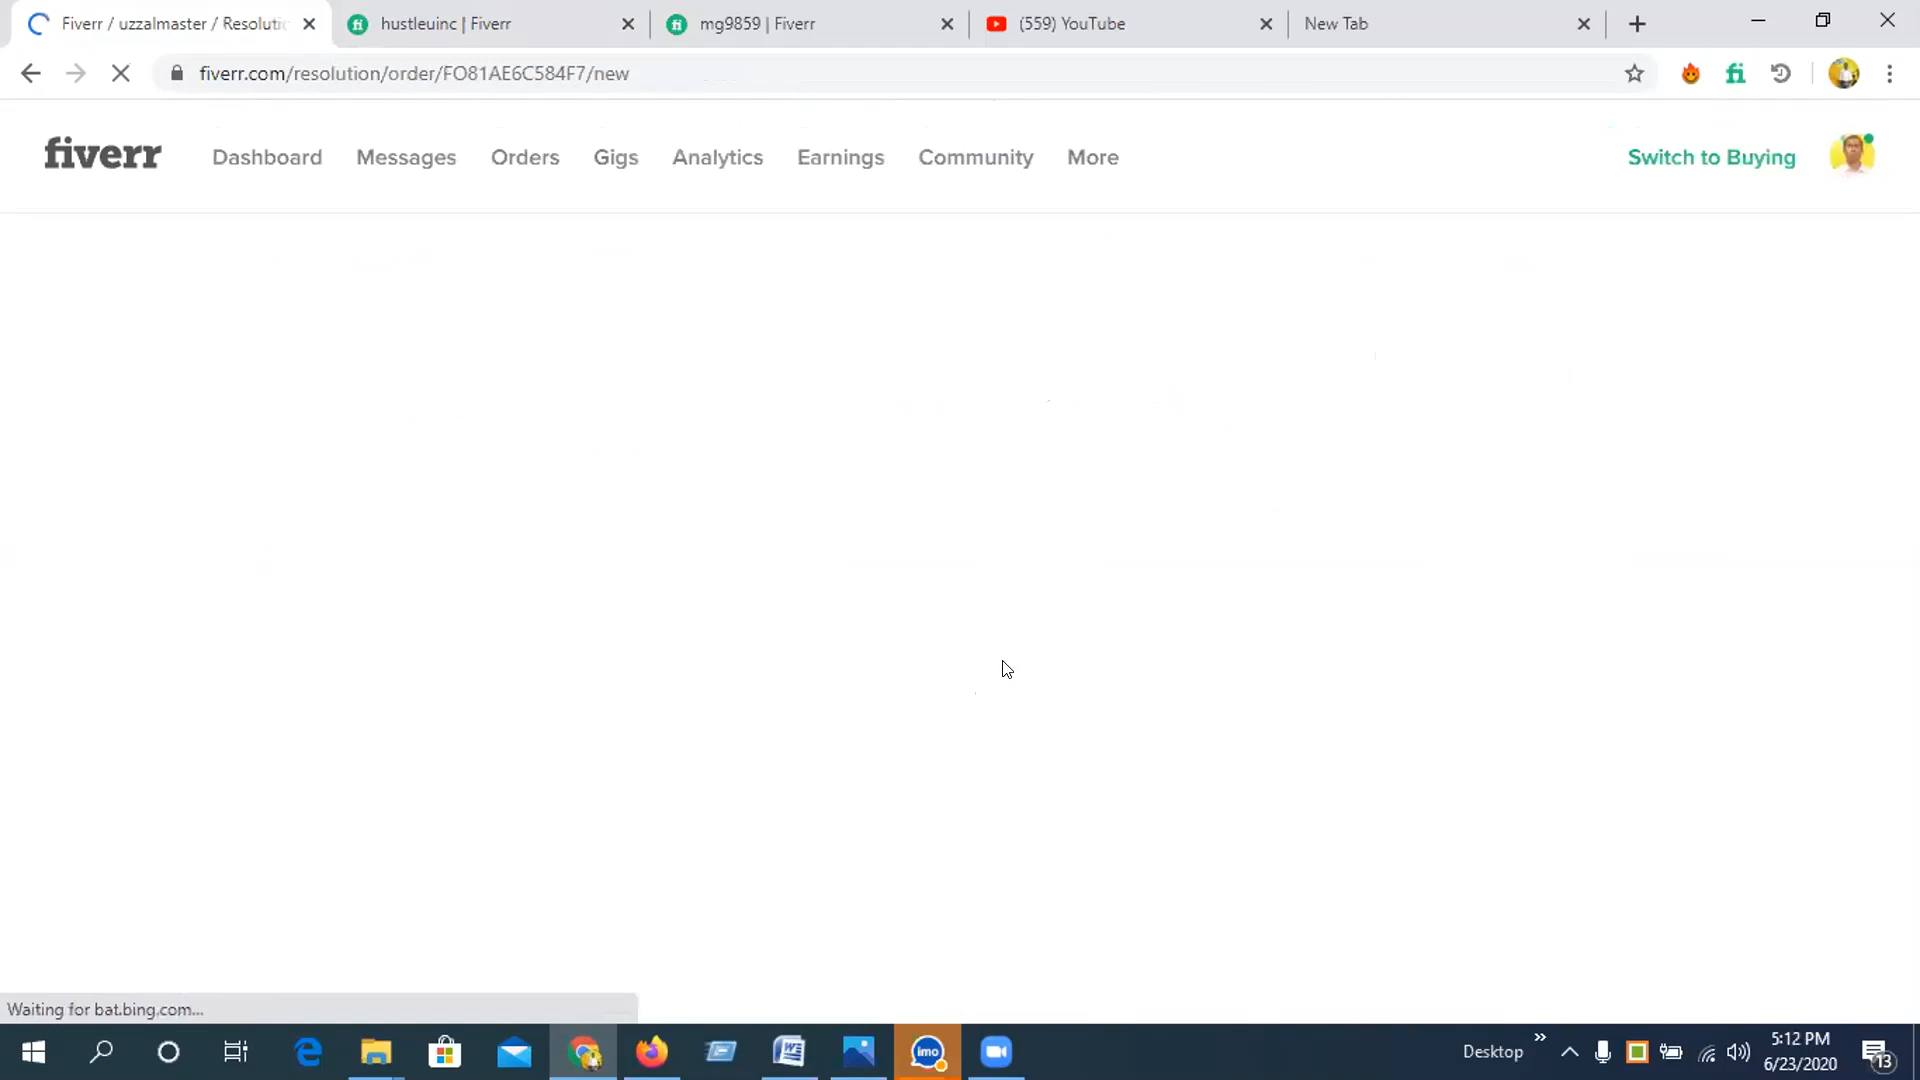 Fiverr / uzzalmaster / Resolutic
hustleuinc | Fiverr
mg9859 | Fiverr
(559) YouTube
New Tab
fiverr.com/resolution/order/FO81AE6C584F7/new
fiverr
Dashboard
Messages
Orders
Gigs
Analytics
Earnings
Community
More
Switch to Buying
Waiting for bat.bing.com...
imo
Desktop
5:12 PM
6/23/2020
13